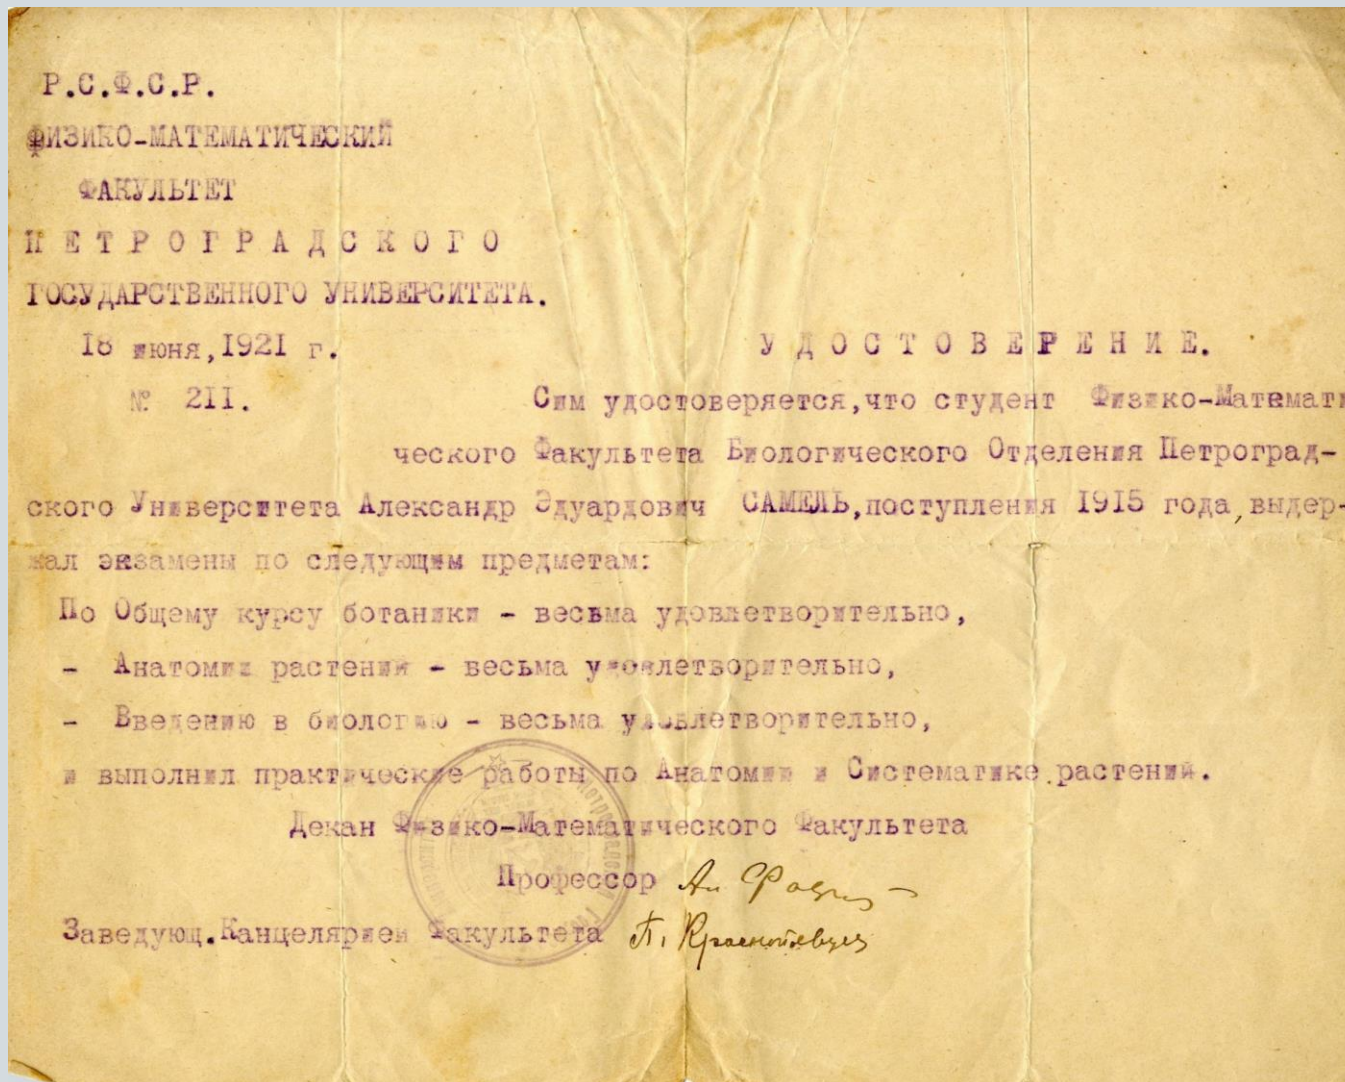 Р.С.Ф.С.Р.
ФИЗИКО-МАТЕМАТИЧЕСКИЙ
ФАКУЛЬТЕТ
ПЕТРОГРАДСКОГО
ГОСУДАРСТВЕННОГО УНИВЕРСИТЕТА.
18 июня, 1921 г.
УДОСТОВЕРЕНИЕ.
№ 211.
Сим удостоверяется, что студент Физико-Математи
ческого Факультета Биологического Отделения Петроград-
ского Университета Александр Эдуардович САМЕЛЬ, поступления 1915 года, выдер-
жал экзамены по следующим предметам:
По Общему курсу ботаники - весьма удовлетворительно,
- Анатомии растений - весьма удовлетворительно,
- Введению в биологию - весьма удовлетворительно,
и выполнил практические работы по Анатомии и Систематике растений.
Декан Физико-Математического Факультета
Профессор
Заведующ. Канцелярией Факультета